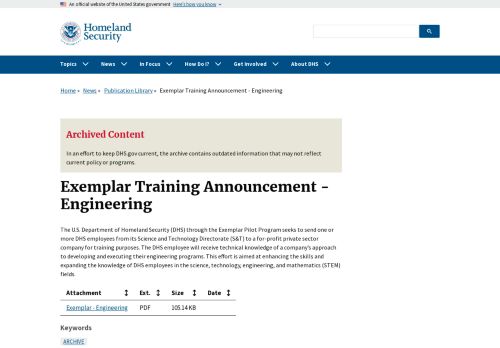 An official website of the United States government Here's how you know
Homeland
Security
Topics News In Focus How Do I? Get Involved About DHS
Home » News » Publication Library » Exemplar Training Announcement - Engineering
Archived Content
In an effort to keep DHS.gov current, the archive contains outdated information that may not reflect
current policy or programs.
Exemplar Training Announcement -
Engineering
The U.S. Department of Homeland Security (DHS) through the Exemplar Pilot Program seeks to send one or
more DHS employees from its Science and Technology Directorate (S&T) to a for-profit private sector
company for training purposes. The DHS employee will receive technical knowledge of a company's approach
to developing and executing their engineering programs. This effort is aimed at enhancing the skills and
expanding the knowledge of DHS employees in the science, technology, engineering, and mathematics (STEM)
fields.
Attachment Ext. Size Date
Exemplar - Engineering PDF 105.14 KB
Keywords
ARCHIVE